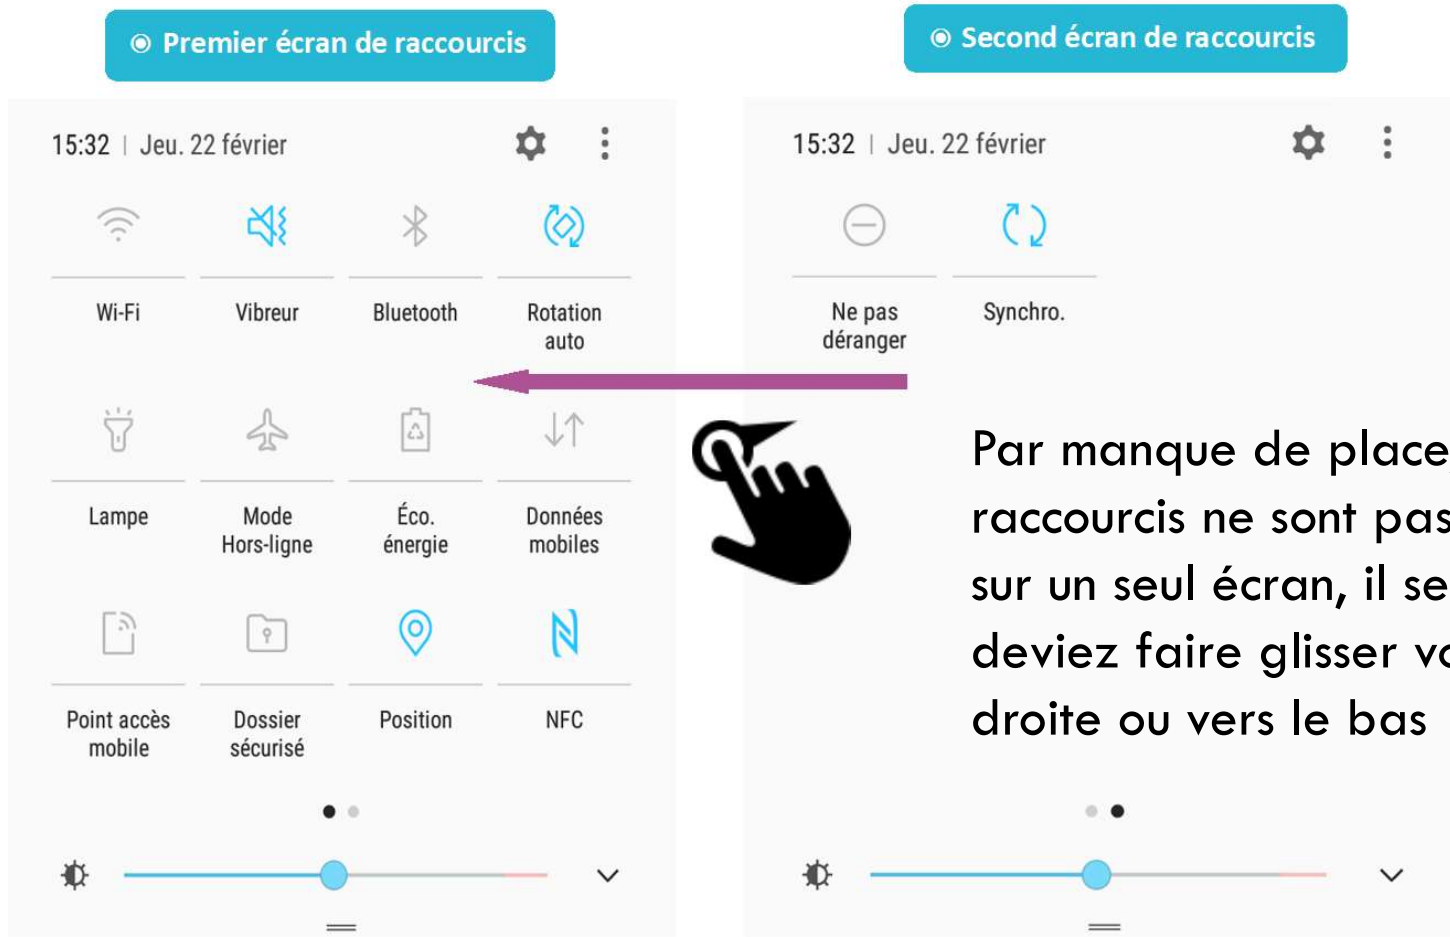 Premier écran de raccourcis
Second écran de raccourcis
15:32 | Jeu. 22 février
Wi-Fi
Vibreur
Bluetooth
Rotation
auto
Lampe
Mode
Hors-ligne
Éco.
énergie
Données
mobiles
Point accès
mobile
Dossier
sécurisé
Position
NFC
15:32 | Jeu. 22 février
Ne pas
déranger
Synchro.
Par manque de place,
raccourcis ne sont pas
sur un seul écran, il se
deviez faire glisser
droite ou vers le bas